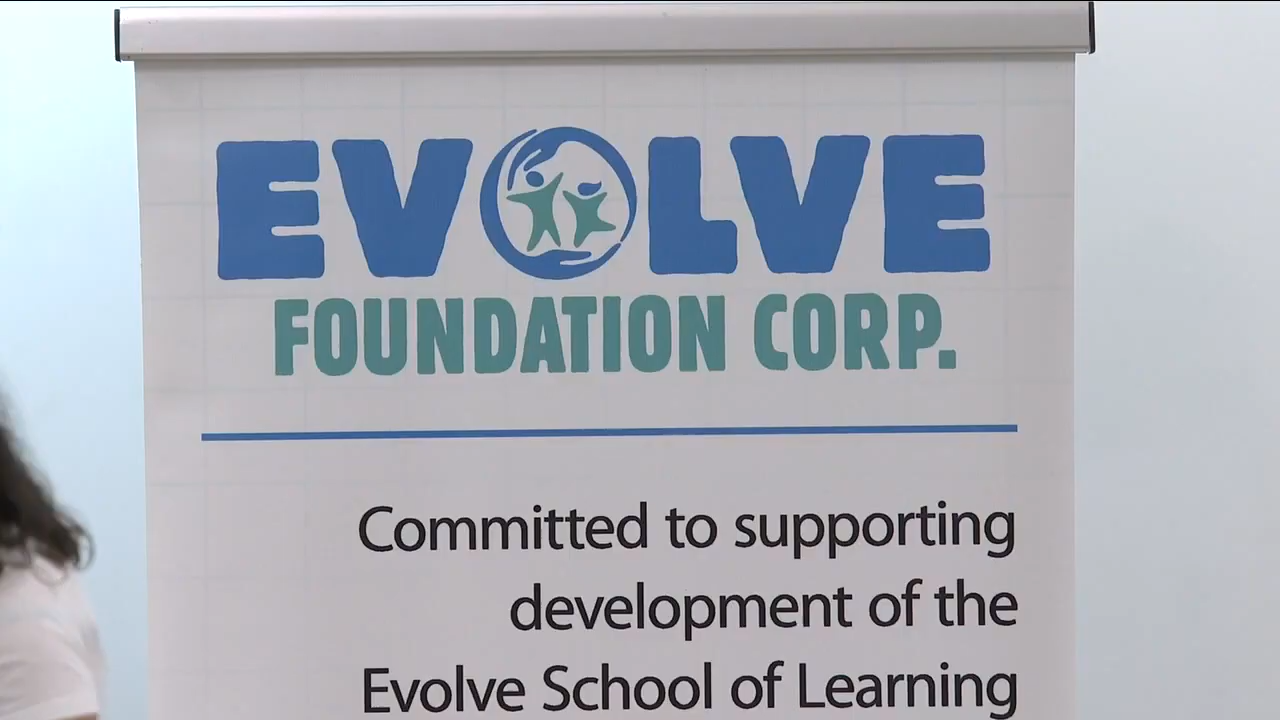 EVOLVE
FOUNDATION CORP.
Committed to supporting
development of the
Evolve School of Learning